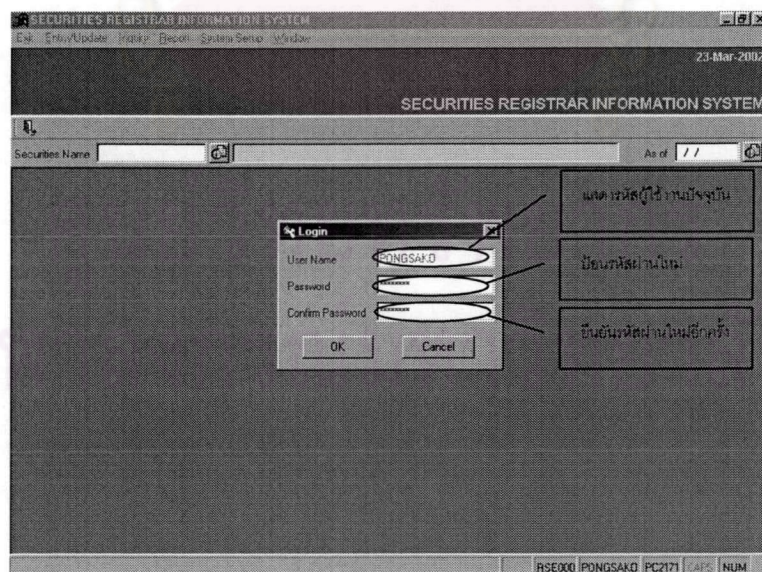 SECURITIES REGISTRAR INFORMATION SYSTEM
Exit Entry/Update Inquiry Report System Setup Window
23-Mar-2002
SECURITIES REGISTRAR INFORMATION SYSTEM
Securities Name As of / /
แสดงรหัสผู้ใช้งานปัจจุบัน
Login
User Name PONGSAKO
ป้อนรหัสผ่านใหม่
Password ********
Confirm Password ********
ยืนยันรหัสผ่านใหม่อีกครั้ง
OK Cancel
RSE000 PONGSAKO PC2171 CAPS NUM